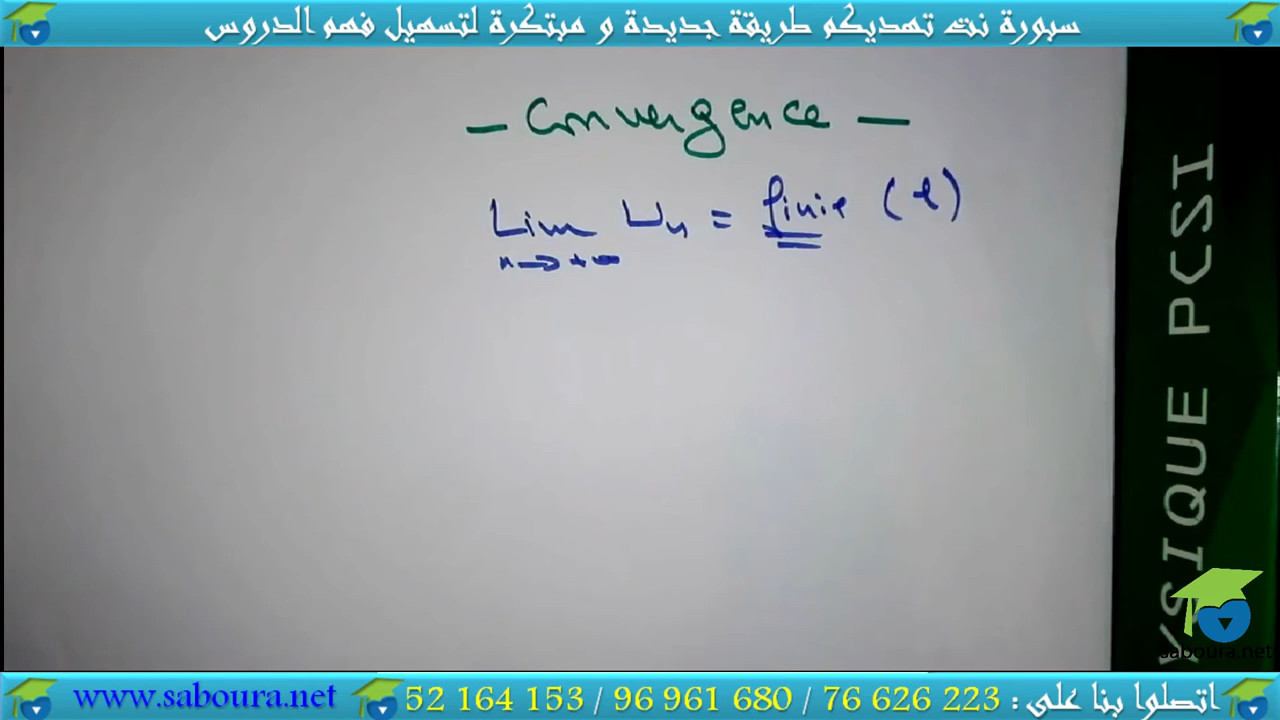 سبورة نت تهديكم طريقة جديدة و مبتكرة لتسهيل فهم الدروس
- Convergence -
Lim Un = finie (l)
n → +∞
YSIQUE PCSI
saboura.net
www.saboura.net 52 164 153 / 96 961 680 / 76 626 223 : اتصلوا بنا على